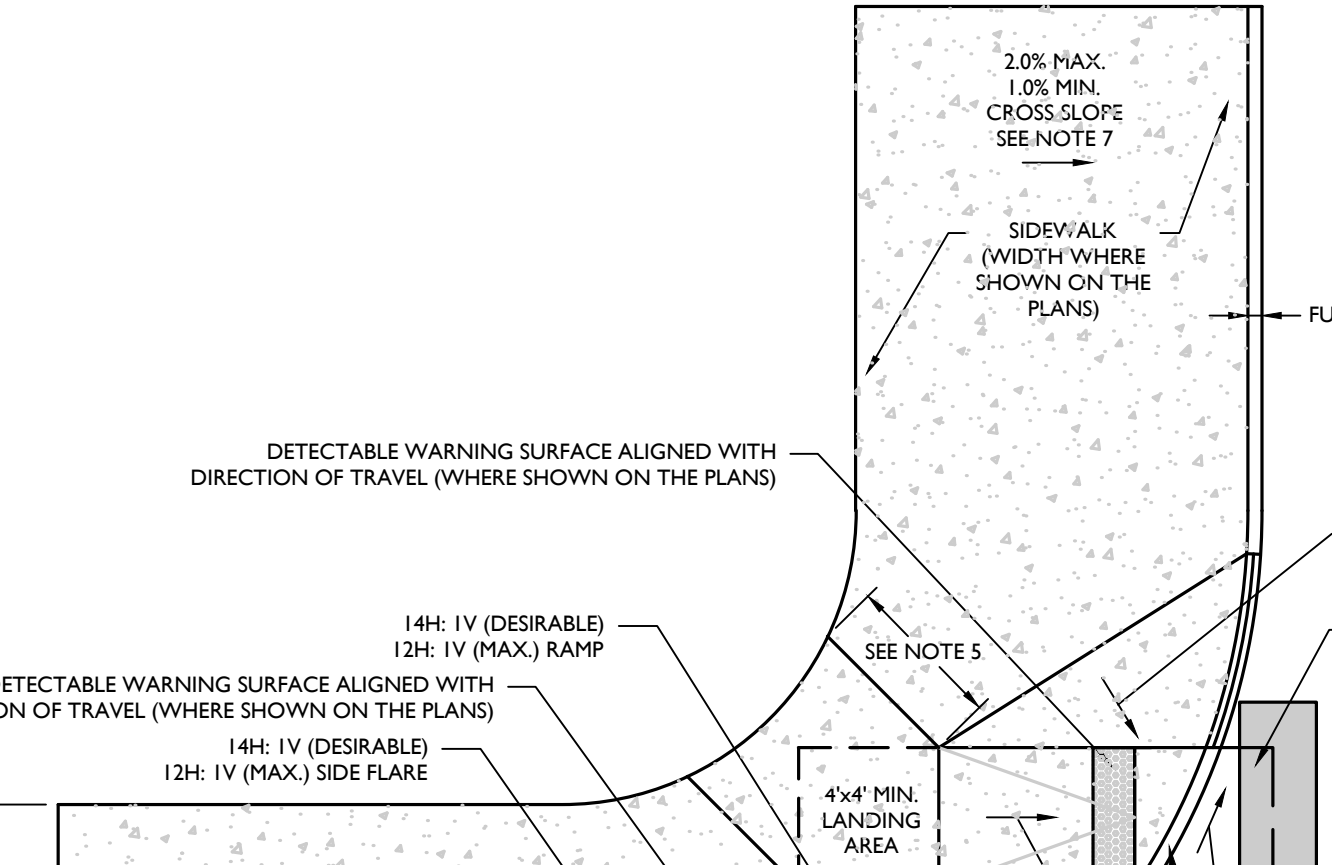 2.0% MAX.
1.0% MIN.
CROSS SLOPE
SEE NOTE 7
SIDEWALK
(WIDTH WHERE
SHOWN ON THE
PLANS)
FU
DETECTABLE WARNING SURFACE ALIGNED WITH
DIRECTION OF TRAVEL (WHERE SHOWN ON THE PLANS)
14H: 1V (DESIRABLE)
12H: 1V (MAX.) RAMP
SEE NOTE 5
ETECTABLE WARNING SURFACE ALIGNED WITH
ON OF TRAVEL (WHERE SHOWN ON THE PLANS)
14H: 1V (DESIRABLE)
12H: 1V (MAX.) SIDE FLARE
4'x4' MIN.
LANDING
AREA